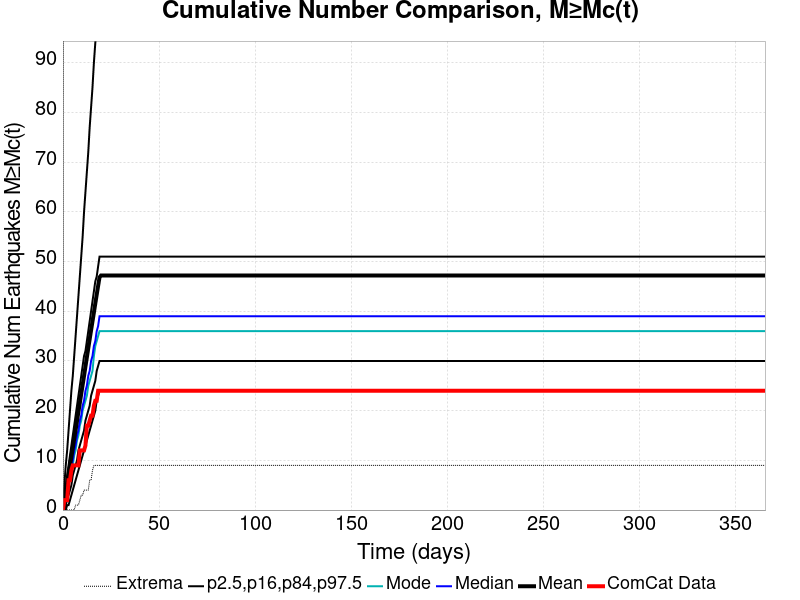 Cumulative Number Comparison, M≥Mc(t)
Cumulative Num Earthquakes M≥Mc(t)
90
80
70
60
50
40
30
20
10
0
0 50 100 150 200 250 300 350
Time (days)
Extrema p2.5,p16,p84,p97.5 Mode Median Mean ComCat Data